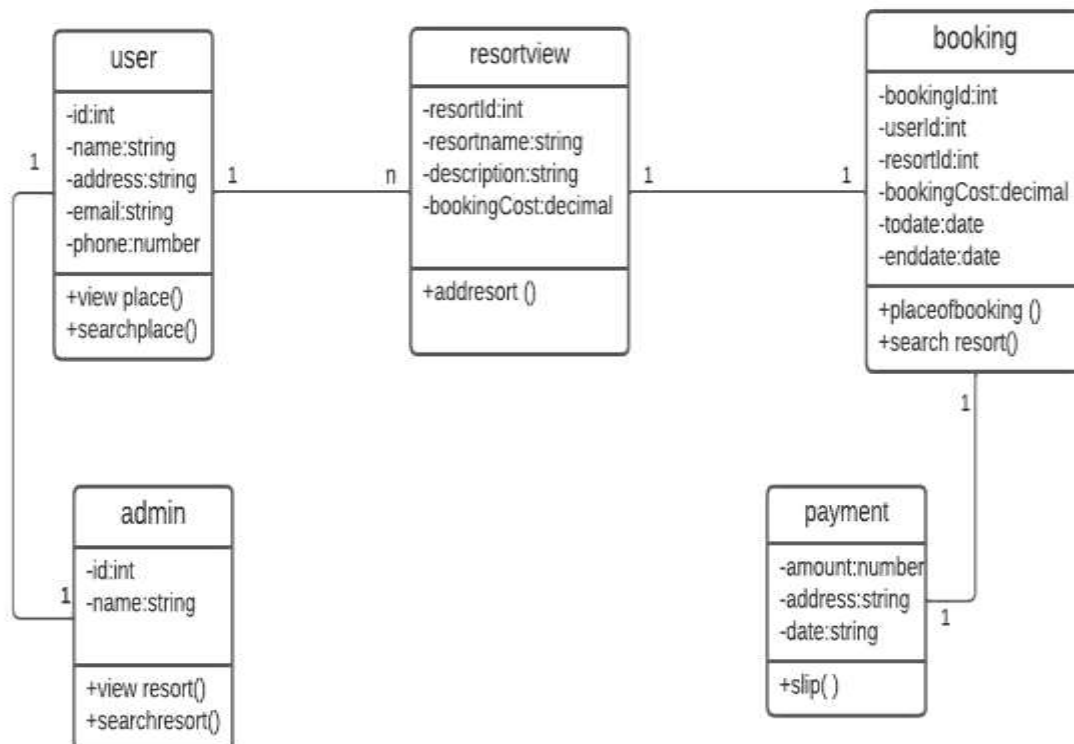 user
-id:int
-name:string
-address:string
-email:string
-phone:number
+view place()
+searchplace()
1
1
n
resortview
-resortId:int
-resortname:string
-description:string
-bookingCost:decimal
+addresort ()
1
1
booking
-bookingId:int
-userId:int
-resortId:int
-bookingCost:decimal
-todate:date
-enddate:date
+placeofbooking ()
+search resort()
1
admin
-id:int
-name:string
+view resort()
+searchresort()
1
payment
-amount:number
-address:string
-date:string
+slip( )
1